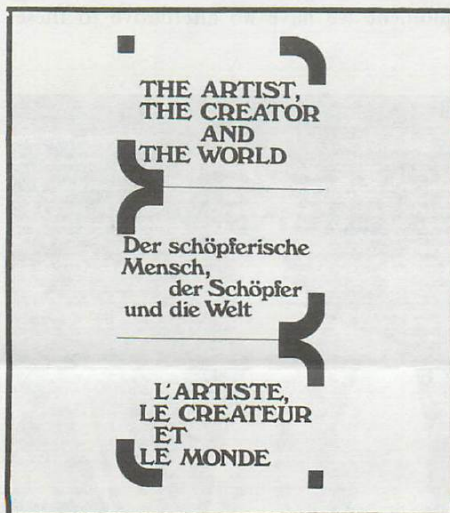 THE ARTIST,
THE CREATOR
AND
THE WORLD
Der schöpferische
Mensch,
der Schöpfer
und die Welt
L'ARTISTE,
LE CREATEUR
ET
LE MONDE